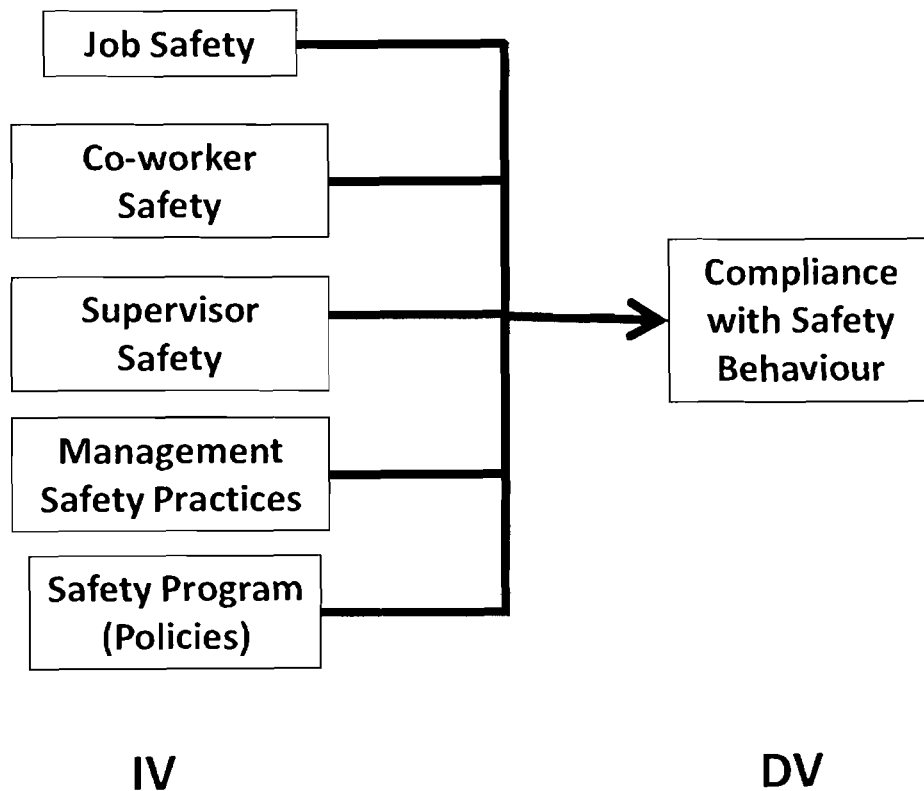 Job Safety
Co-worker
Safety
Supervisor
Safety
Management
Safety Practices
Safety Program
(Policies)
Compliance
with Safety
Behaviour
IV
DV